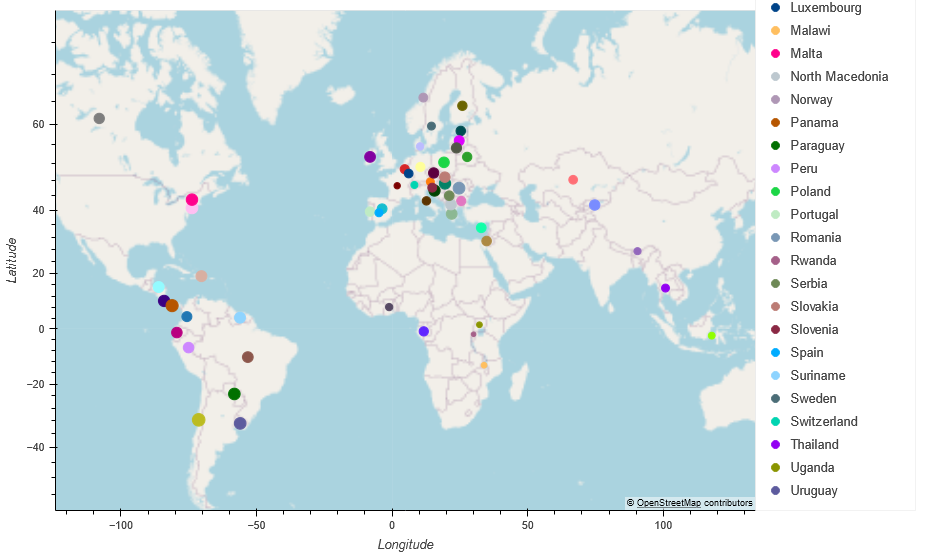 Luxembourg
Malawi
Malta
North Macedonia
Norway
Panama
Paraguay
Peru
Poland
Portugal
Romania
Rwanda
Serbia
Slovakia
Slovenia
Spain
Suriname
Sweden
Switzerland
Thailand
Uganda
Uruguay
60
40
20
0
−20
−40
Latitude
© OpenStreetMap contributors
−100
−50
0
50
100
Longitude